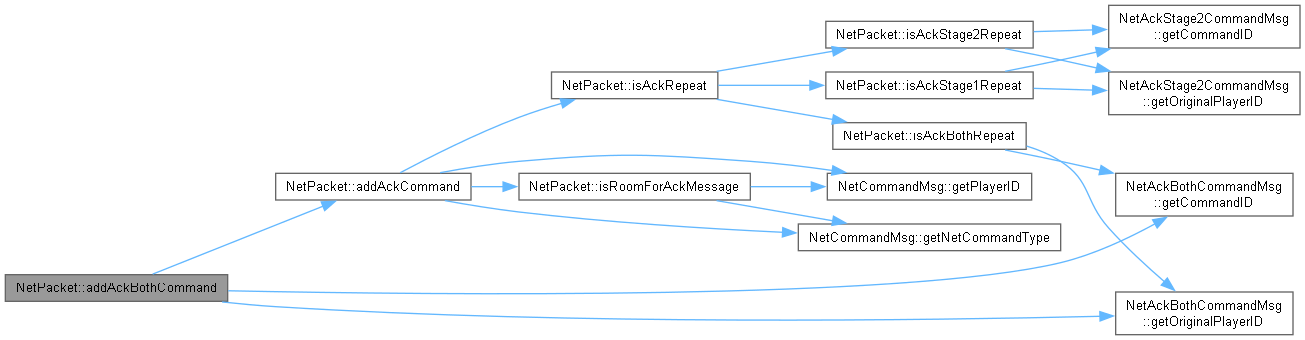 NetAckStage2CommandMsg
::getCommandID
NetPacket::isAckStage2Repeat
NetPacket::isAckRepeat
NetPacket::isAckStage1Repeat
NetAckStage2CommandMsg
::getOriginalPlayerID
NetPacket::isAckBothRepeat
NetPacket::addAckCommand
NetPacket::isRoomForAckMessage
NetCommandMsg::getPlayerID
NetAckBothCommandMsg
::getCommandID
NetCommandMsg::getNetCommandType
NetPacket::addAckBothCommand
NetAckBothCommandMsg
::getOriginalPlayerID